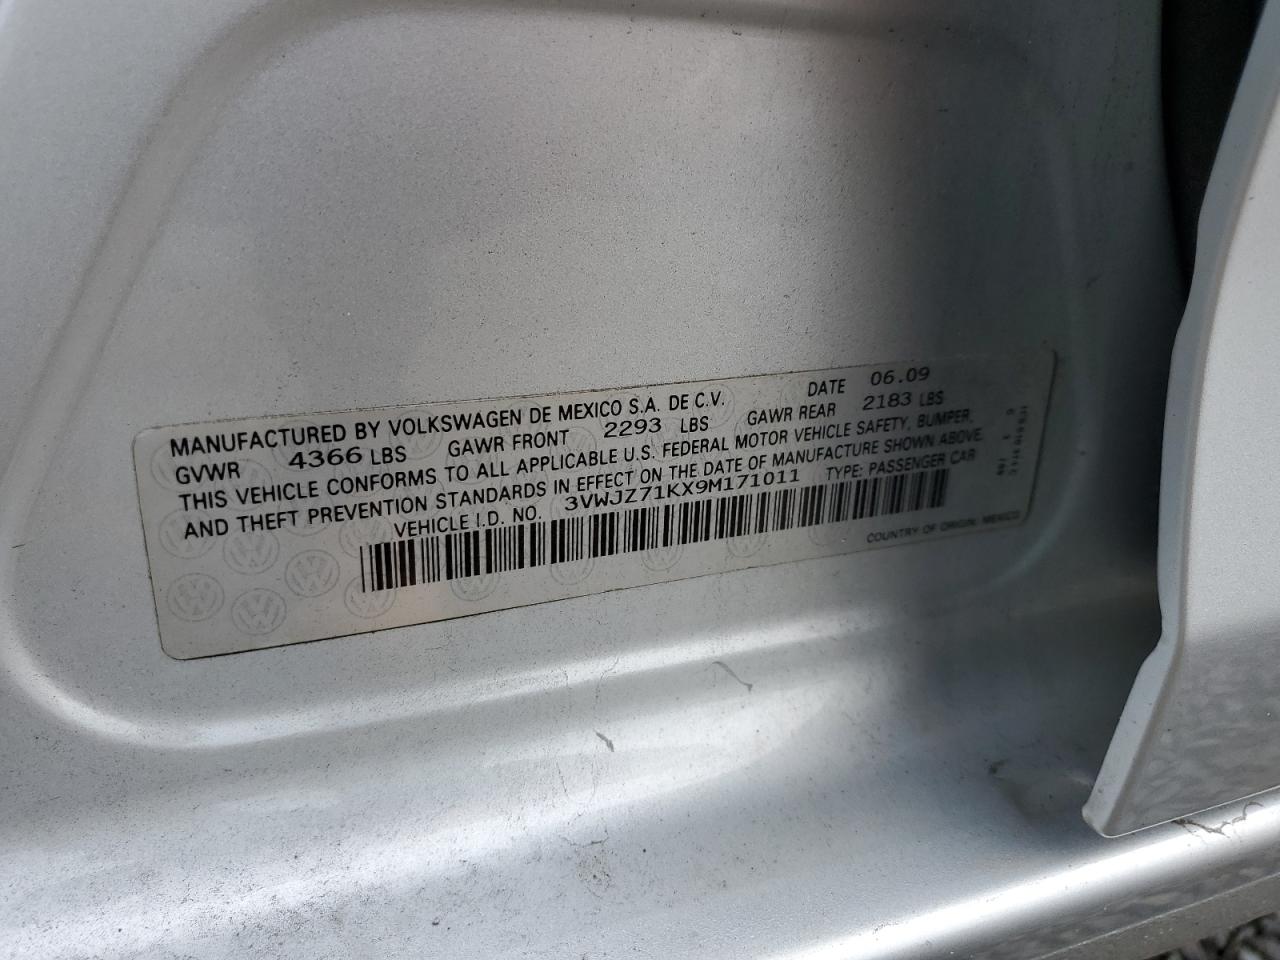 MANUFACTURED BY VOLKSWAGEN DE MEXICO S.A. DE C.V. DATE 06.09
GVWR 4366 LBS GAWR FRONT 2293 LBS GAWR REAR 2183 LBS
THIS VEHICLE CONFORMS TO ALL APPLICABLE U.S. FEDERAL MOTOR VEHICLE SAFETY, BUMPER,
AND THEFT PREVENTION STANDARDS IN EFFECT ON THE DATE OF MANUFACTURE SHOWN ABOVE.
VEHICLE I.D. NO. 3VWJZ71KX9M171011 TYPE: PASSENGER CAR
COUNTRY OF ORIGIN: MEXICO